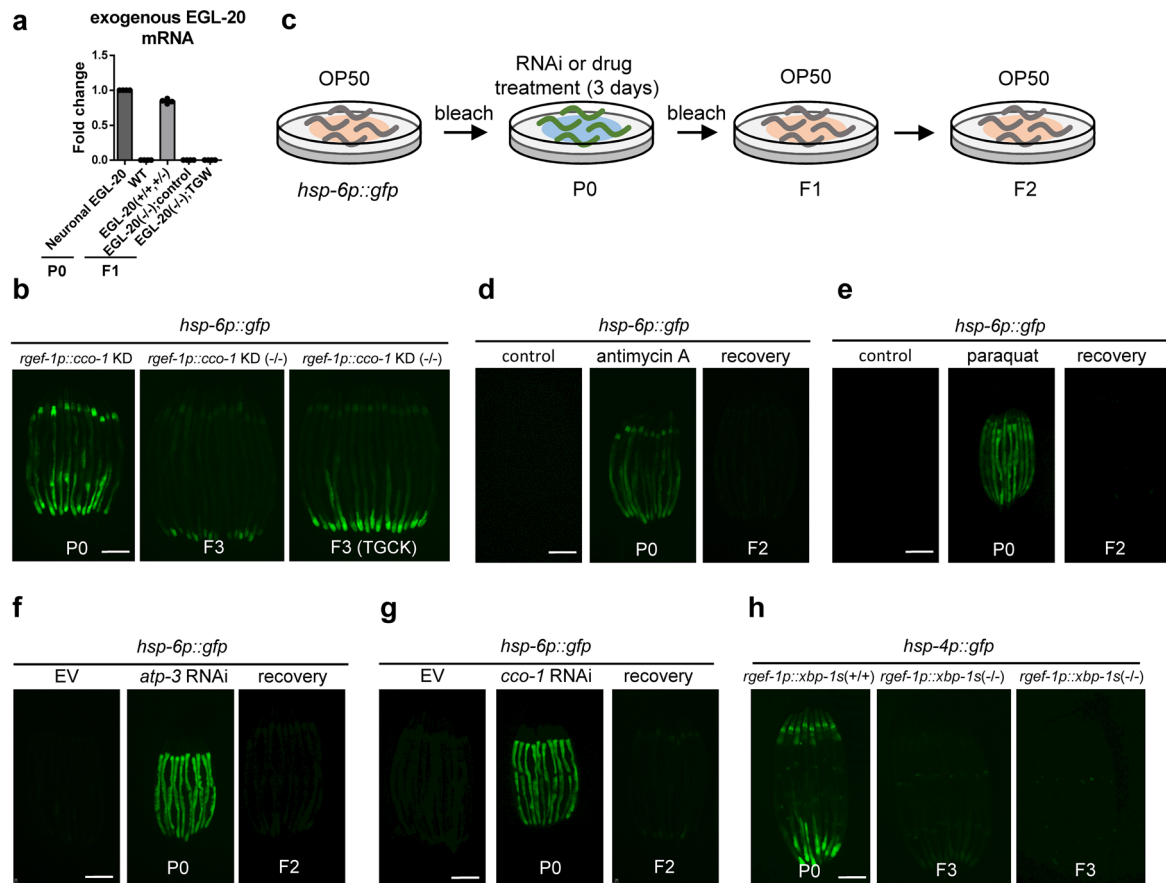 a
exogenous EGL-20
mRNA
Fold change
1.5
1.0
0.5
0.0
Neuronal EGL-20
WT
EGL-20(+/+,+/-)
EGL-20(-/-);control
EGL-20(-/-);TGW
P0
F1
c
OP50
bleach
RNAi or drug
treatment (3 days)
bleach
OP50
OP50
hsp-6p::gfp
P0
F1
F2
b
hsp-6p::gfp
rgef-1p::cco-1 KD
rgef-1p::cco-1 KD (-/-)
rgef-1p::cco-1 KD (-/-)
P0
F3
F3 (TGCK)
d
hsp-6p::gfp
control
antimycin A
recovery
P0
F2
e
hsp-6p::gfp
control
paraquat
recovery
P0
F2
f
hsp-6p::gfp
EV
atp-3 RNAi
recovery
P0
F2
g
hsp-6p::gfp
EV
cco-1 RNAi
recovery
P0
F2
h
hsp-4p::gfp
rgef-1p::xbp-1s(+/+)
rgef-1p::xbp-1s(-/-)
rgef-1p::xbp-1s(-/-)
P0
F3
F3